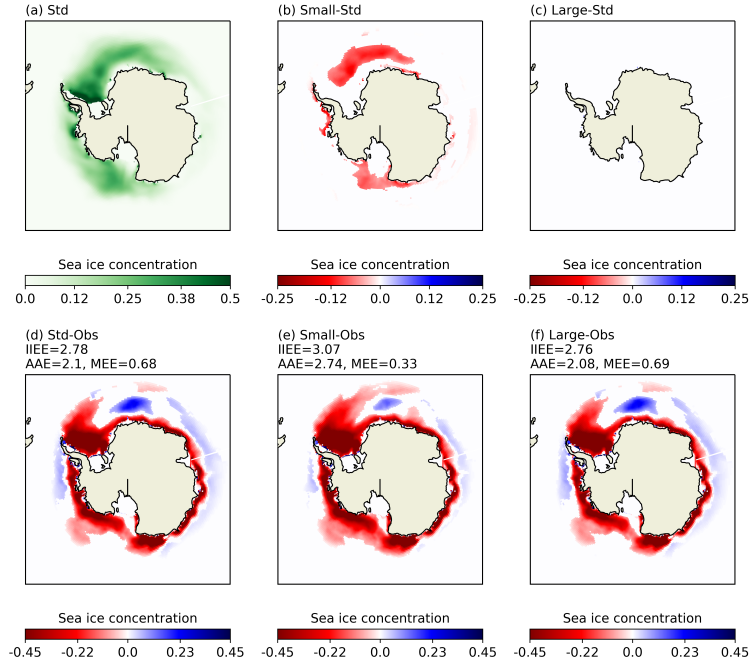 (a) Std
(b) Small-Std
(c) Large-Std
Sea ice concentration
0.0 0.12 0.25 0.38 0.5
Sea ice concentration
-0.25 -0.12 0.0 0.12 0.25
Sea ice concentration
-0.25 -0.12 0.0 0.12 0.25
(d) Std-Obs
IIEE=2.78
AAE=2.1, MEE=0.68
(e) Small-Obs
IIEE=3.07
AAE=2.74, MEE=0.33
(f) Large-Obs
IIEE=2.76
AAE=2.08, MEE=0.69
Sea ice concentration
-0.45 -0.22 0.0 0.22 0.45
Sea ice concentration
-0.45 -0.22 0.0 0.22 0.45
Sea ice concentration
-0.45 -0.22 0.0 0.22 0.45